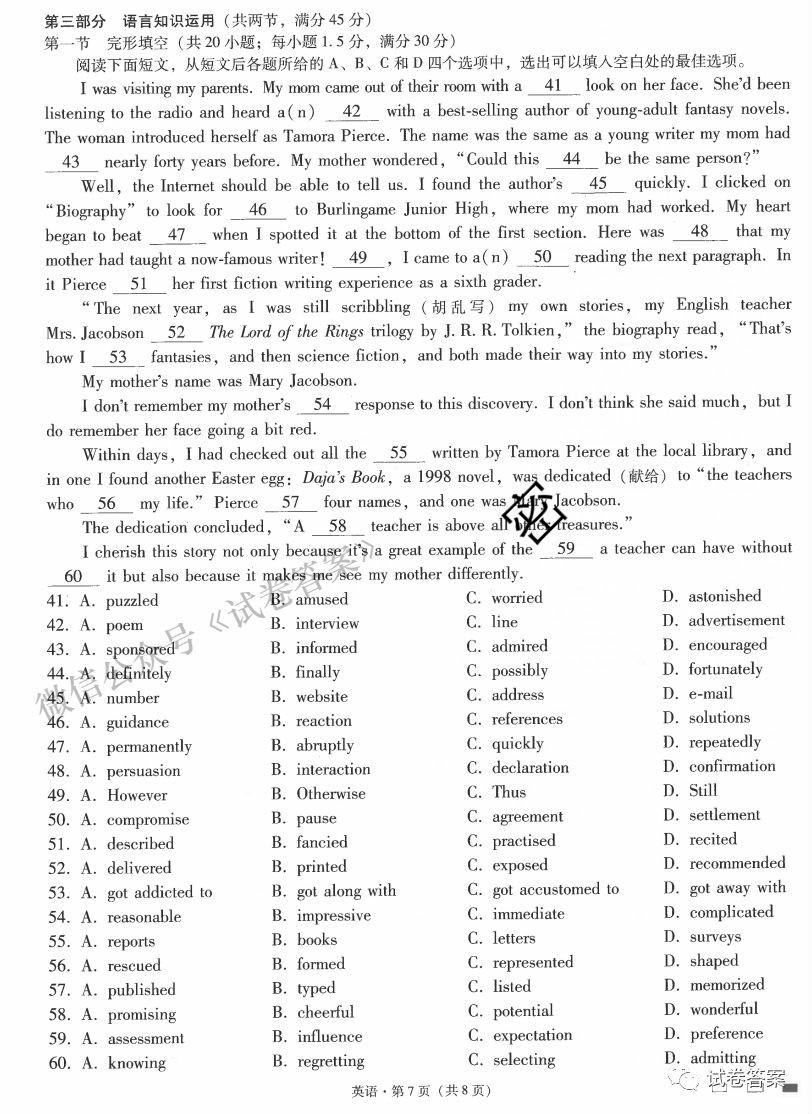 第三部分 语言知识运用(共两节，满分45分)
第一节 完形填空(共20小题；每小题1.5分，满分30分)
阅读下面短文，从短文后各题所给的A、B、C和D四个选项中，选出可以填入空白处的最佳选项。
I was visiting my parents. My mom came out of their room with a 41 look on her face. She'd been
listening to the radio and heard a(n) 42 with a best-selling author of young-adult fantasy novels.
The woman introduced herself as Tamora Pierce. The name was the same as a young writer my mom had
43 nearly forty years before. My mother wondered, "Could this 44 be the same person?"
Well, the Internet should be able to tell us. I found the author's 45 quickly. I clicked on
"Biography" to look for 46 to Burlingame Junior High, where my mom had worked. My heart
began to beat 47 when I spotted it at the bottom of the first section. Here was 48 that my
mother had taught a now-famous writer! 49, I came to a(n) 50 reading the next paragraph. In
it Pierce 51 her first fiction writing experience as a sixth grader.
"The next year, as I was still scribbling (胡乱写) my own stories, my English teacher
Mrs. Jacobson 52 The Lord of the Rings trilogy by J. R. R. Tolkien," the biography read, "That's
how I 53 fantasies, and then science fiction, and both made their way into my stories."
My mother's name was Mary Jacobson.
I don't remember my mother's 54 response to this discovery. I don't think she said much, but I
do remember her face going a bit red.
Within days, I had checked out all the 55 written by Tamora Pierce at the local library, and
in one I found another Easter egg: Daja's Book, a 1998 novel, was dedicated (献给) to "the teachers
who 56 my life." Pierce 57 four names, and one was Mary Jacobson.
The dedication concluded, "A 58 teacher is above all other treasures."
I cherish this story not only because it's a great example of the 59 a teacher can have without
60 it but also because it makes me see my mother differently.
41. A. puzzled B. amused C. worried D. astonished
42. A. poem B. interview C. line D. advertisement
43. A. sponsored B. informed C. admired D. encouraged
44. A. definitely B. finally C. possibly D. fortunately
45. A. number B. website C. address D. e-mail
46. A. guidance B. reaction C. references D. solutions
47. A. permanently B. abruptly C. quickly D. repeatedly
48. A. persuasion B. interaction C. declaration D. confirmation
49. A. However B. Otherwise C. Thus D. Still
50. A. compromise B. pause C. agreement D. settlement
51. A. described B. fancied C. practised D. recited
52. A. delivered B. printed C. exposed D. recommended
53. A. got addicted to B. got along with C. got accustomed to D. got away with
54. A. reasonable B. impressive C. immediate D. complicated
55. A. reports B. books C. letters D. surveys
56. A. rescued B. formed C. represented D. shaped
57. A. published B. typed C. listed D. memorized
58. A. promising B. cheerful C. potential D. wonderful
59. A. assessment B. influence C. expectation D. preference
60. A. knowing B. regretting C. selecting D. admitting
英语·第7页(共8页)
密
微信公众号《试卷答案》
试卷答案